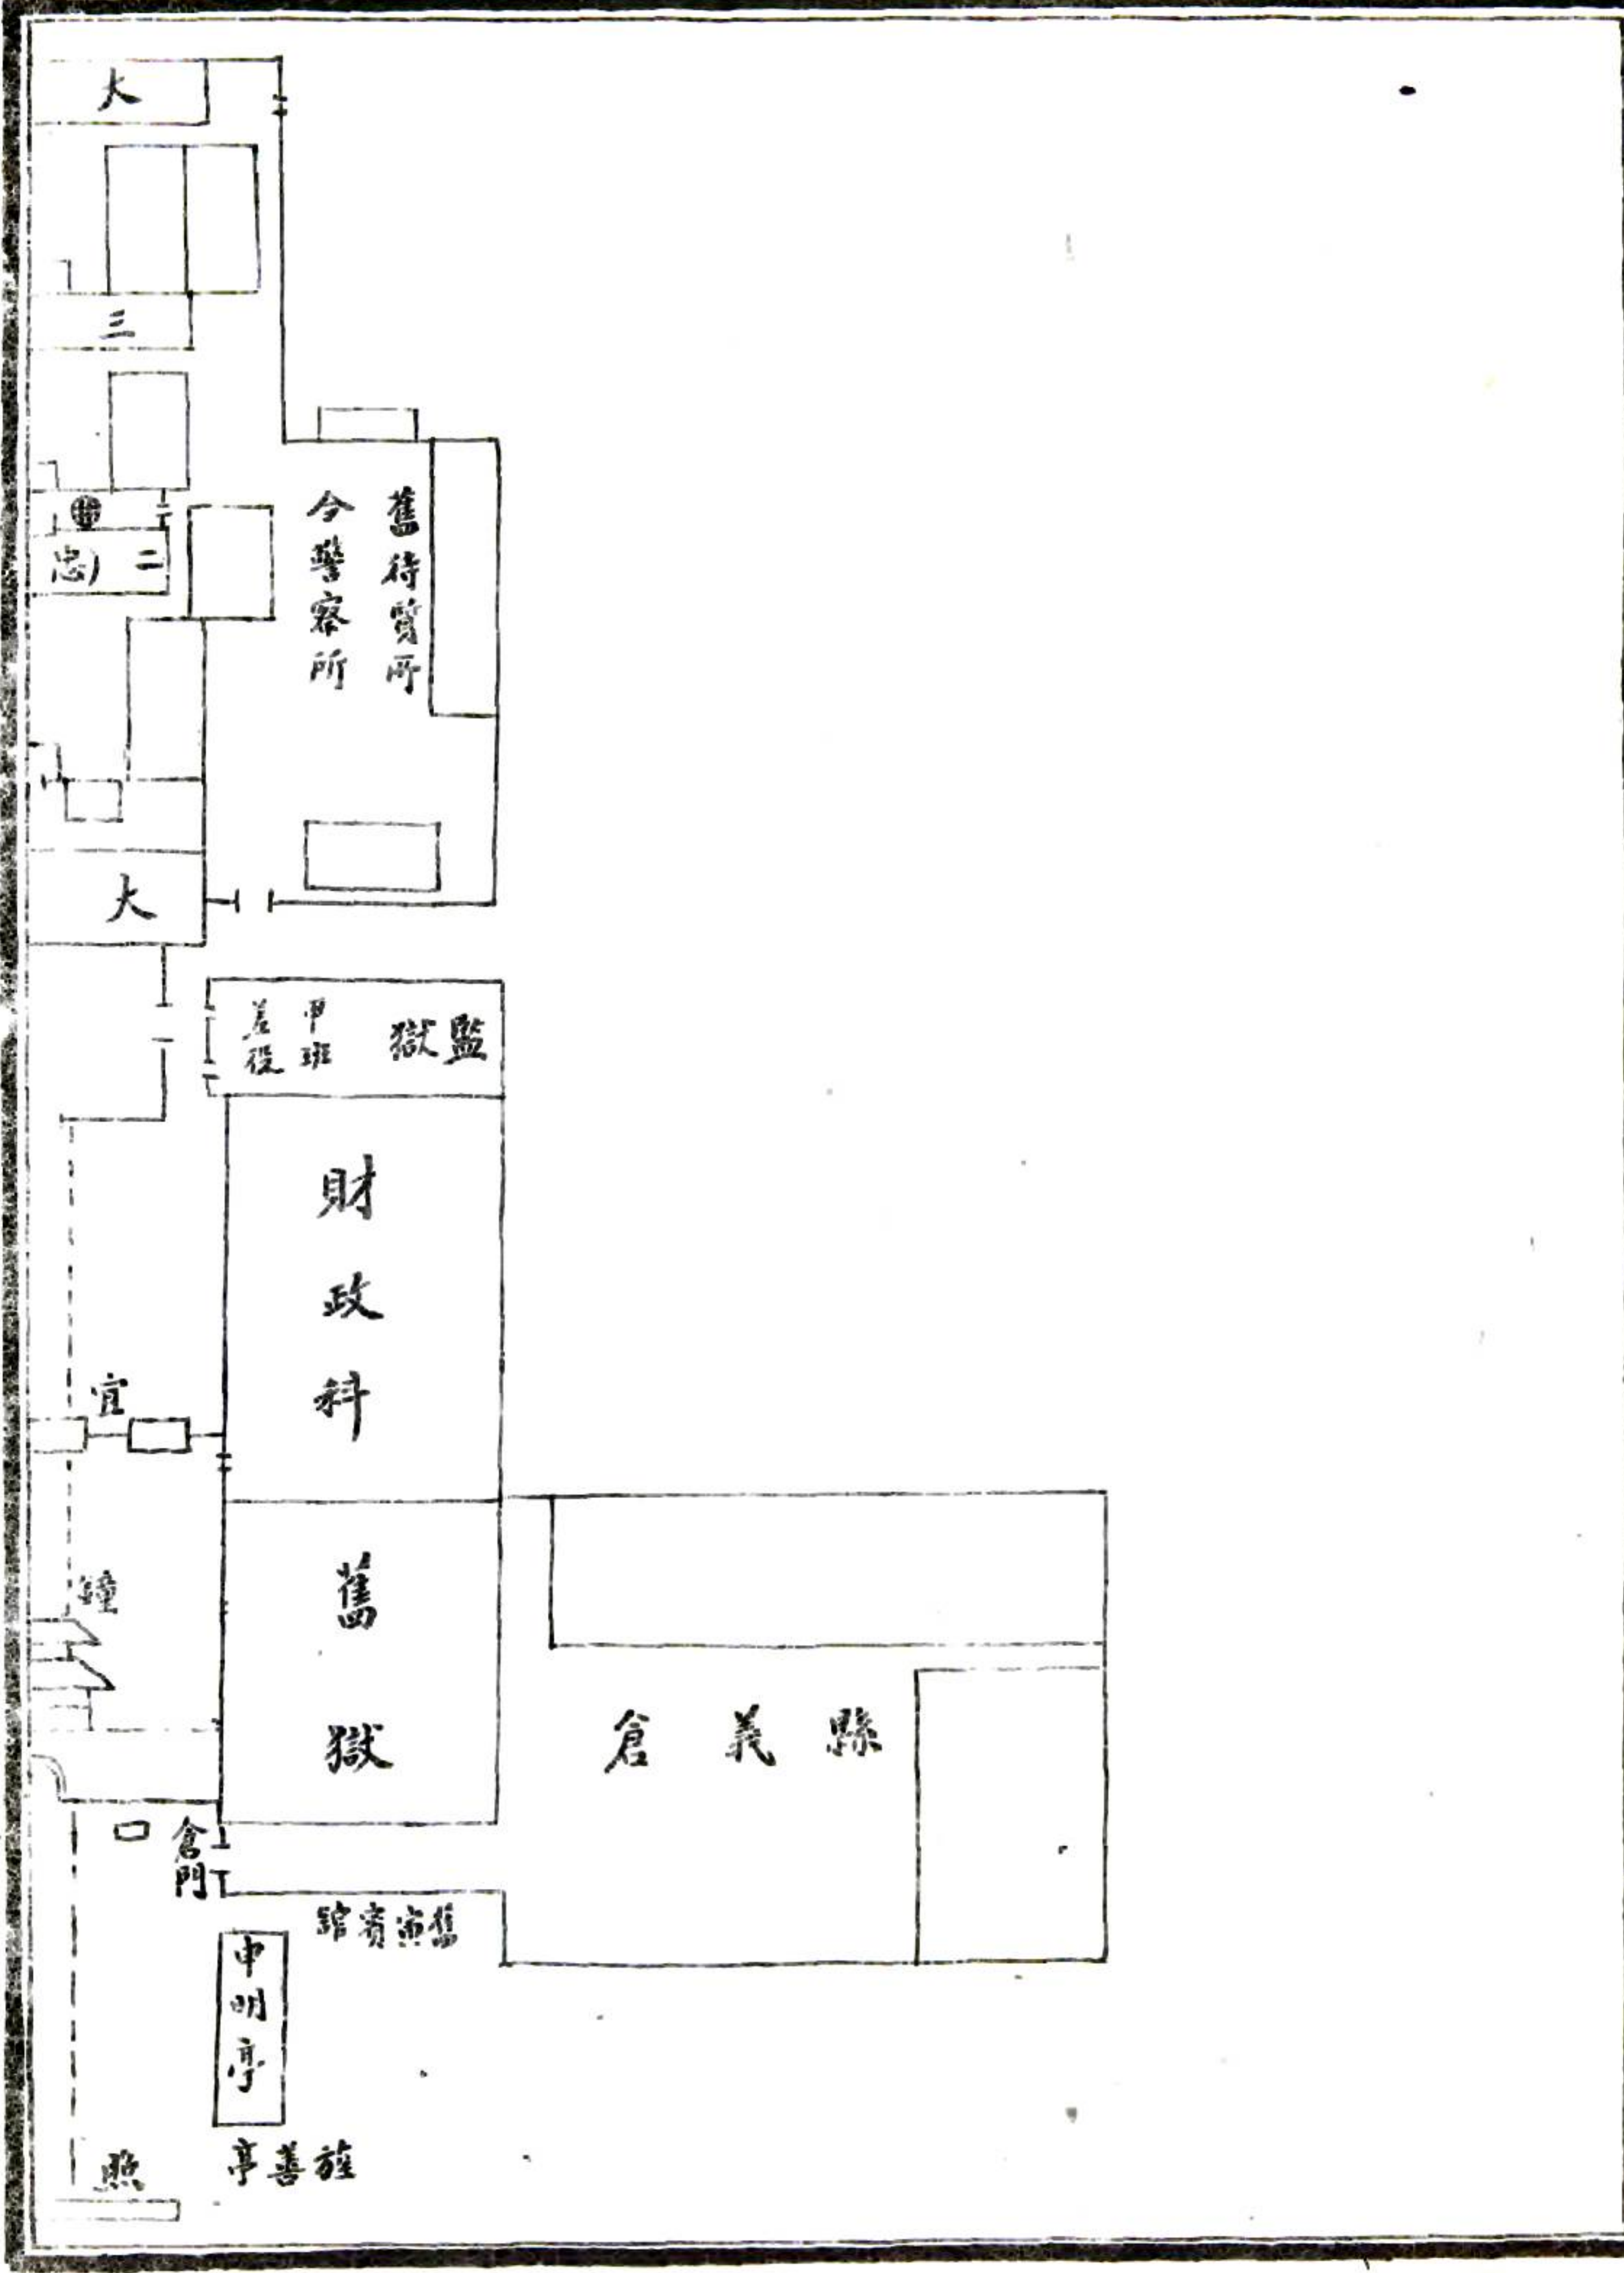 大
三
忠) 二
舊待質所
今警察所
大
監獄
甲班
差役
財政科
宜
鐘
舊獄
縣義倉
倉門
舊寅賓館
申明亭
旌善亭
照